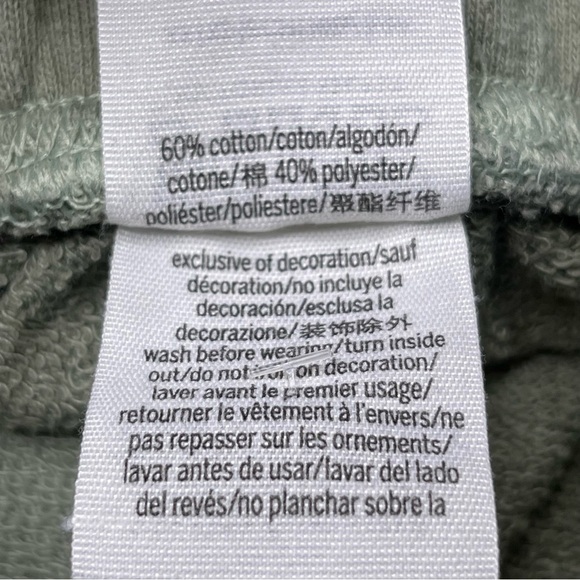 60% cotton/coton/algodón/
cotone/棉 40% polyester/
poliéster/poliestere/聚酯纤维
exclusive of decoration/sauf
décoration/no incluye la
decoración/esclusa la
decorazione/装饰除外
wash before wearing/turn inside
out/do not on decoration/
laver avant le premier usage/
retourner le vêtement à l'envers/ne
pas repasser sur les ornements/
lavar antes de usar/lavar del lado
del revés/no planchar sobre la